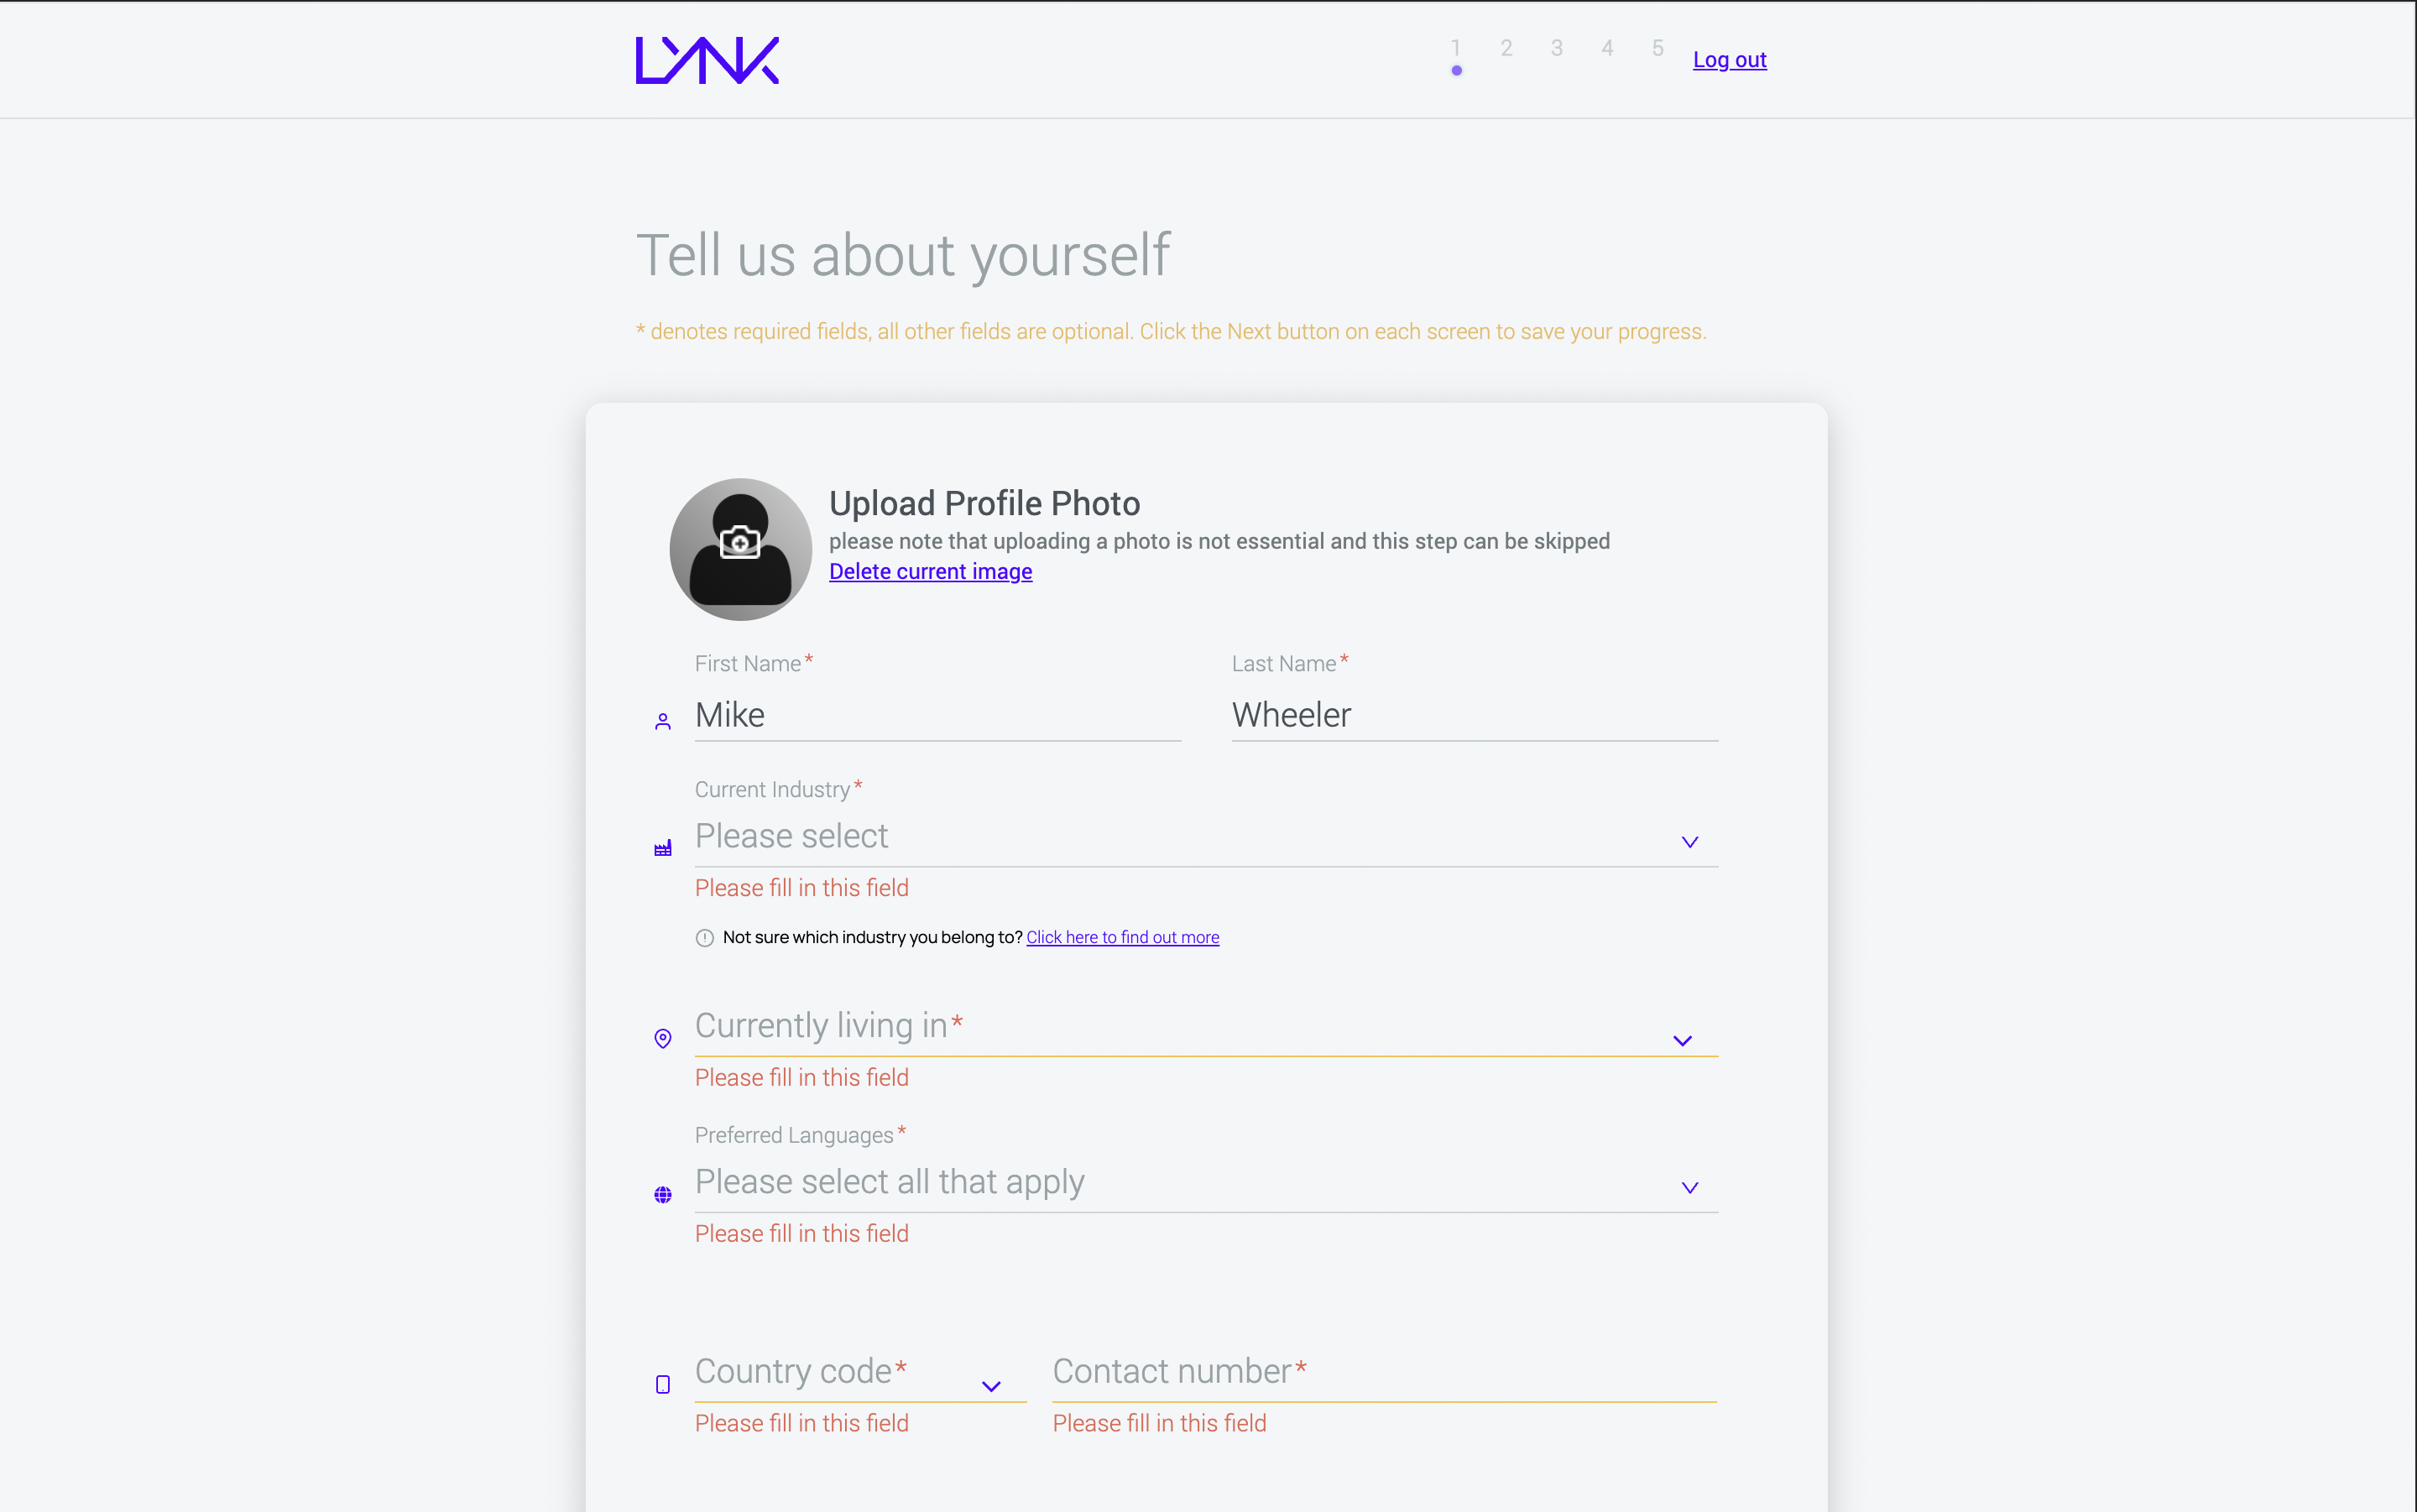 LYNK
1 2 3 4 5 Log out
Tell us about yourself
* denotes required fields, all other fields are optional. Click the Next button on each screen to save your progress.
Upload Profile Photo
please note that uploading a photo is not essential and this step can be skipped
Delete current image
First Name* Last Name*
Mike Wheeler
Current Industry*
Please select
Please fill in this field
Not sure which industry you belong to? Click here to find out more
Currently living in*
Please fill in this field
Preferred Languages*
Please select all that apply
Please fill in this field
Country code* Contact number*
Please fill in this field Please fill in this field